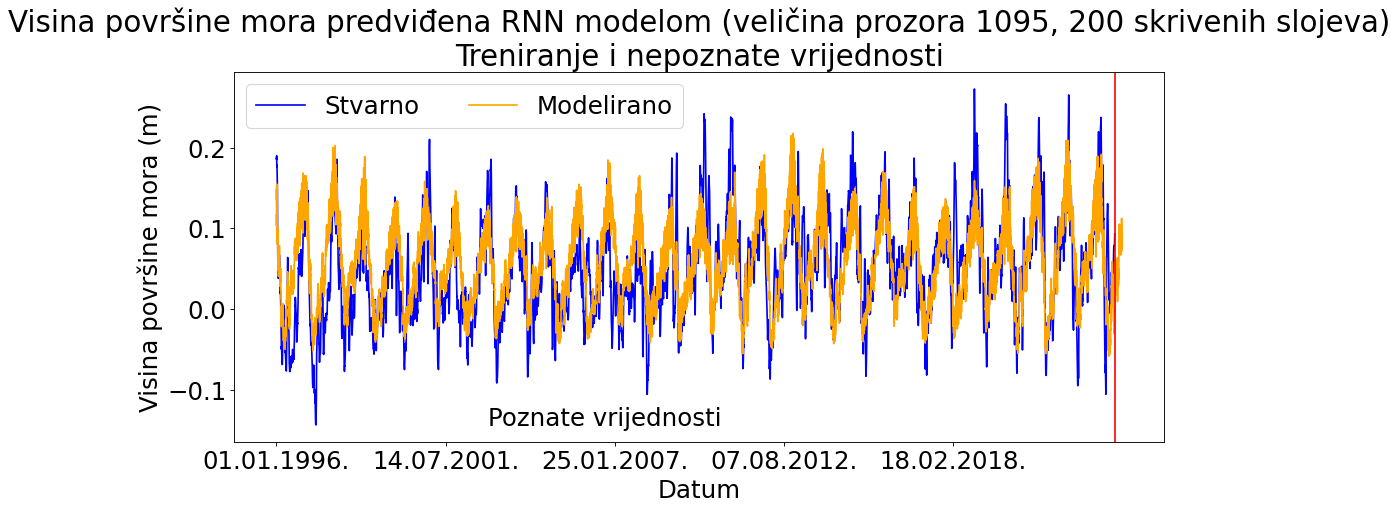 Visina površine mora predviđena RNN modelom (veličina prozora 1095, 200 skrivenih slojeva)
Treniranje i nepoznate vrijednosti
Stvarno
Modelirano
Visina površine mora (m)
0.2
0.1
0.0
−0.1
Poznate vrijednosti
01.01.1996.
14.07.2001.
25.01.2007.
07.08.2012.
18.02.2018.
Datum